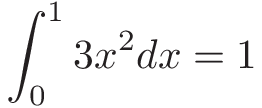 ∫₀¹ 3x²dx = 1